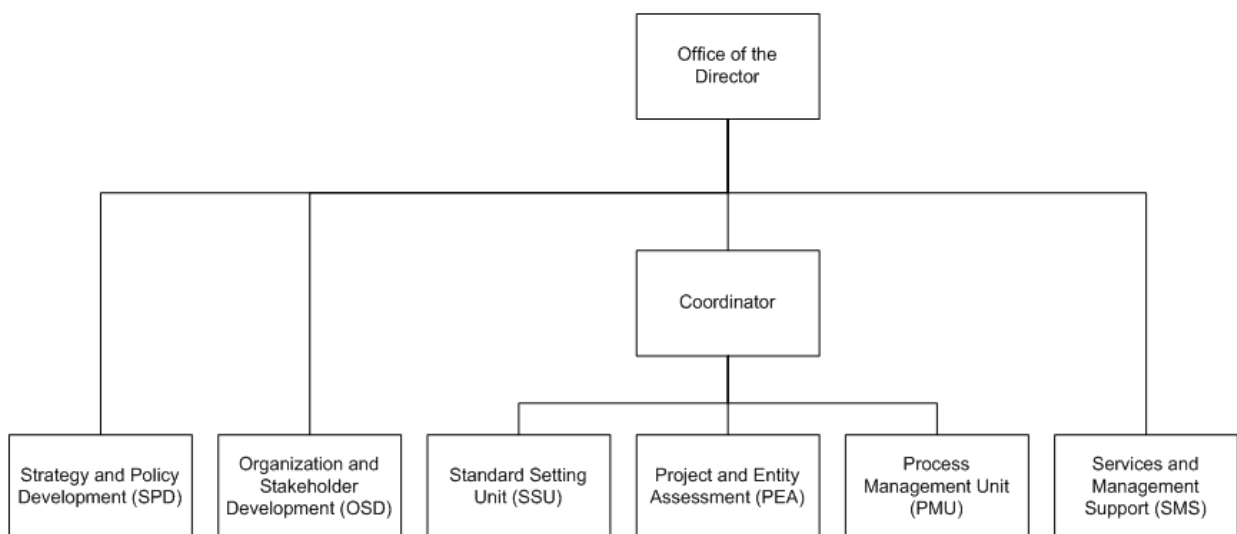 Office of the
Director
Coordinator
Strategy and Policy
Development (SPD)
Organization and
Stakeholder
Development (OSD)
Standard Setting
Unit (SSU)
Project and Entity
Assessment (PEA)
Process
Management Unit
(PMU)
Services and
Management
Support (SMS)